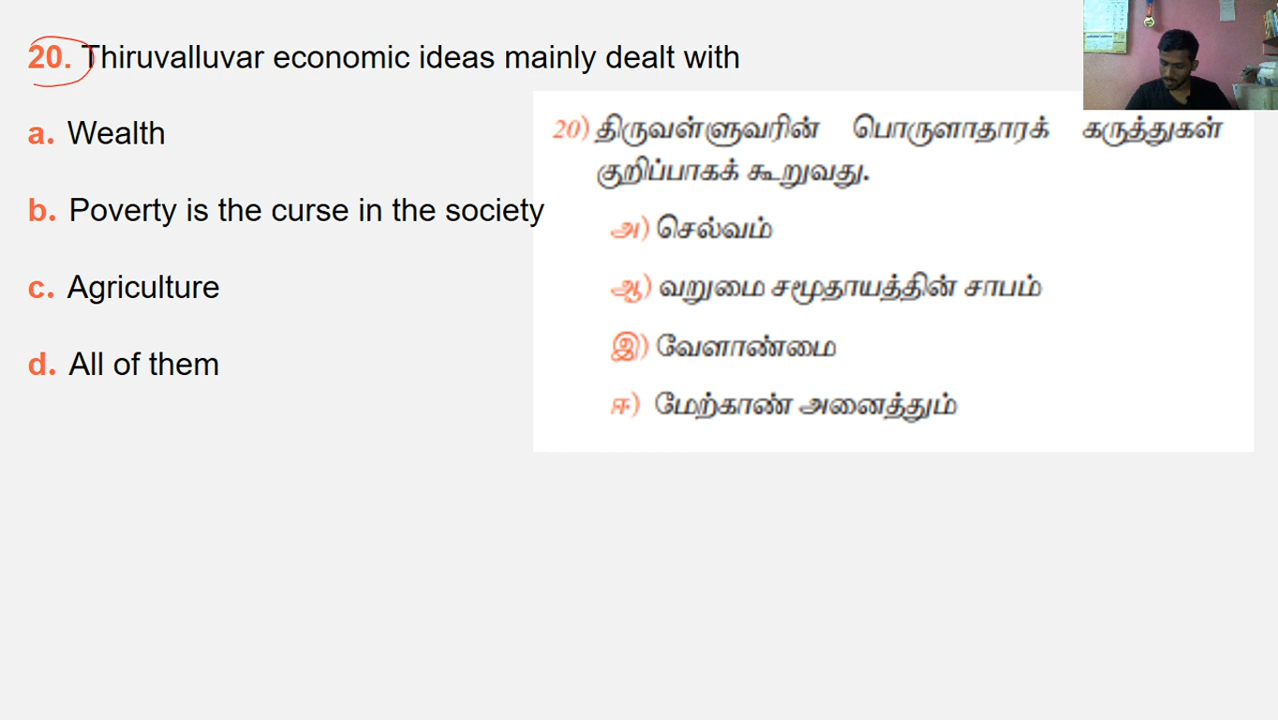 20. Thiruvalluvar economic ideas mainly dealt with
a. Wealth
b. Poverty is the curse in the society
c. Agriculture
d. All of them
20) திருவள்ளுவரின் பொருளாதாரக் கருத்துகள்
குறிப்பாகக் கூறுவது.
அ) செல்வம்
ஆ) வறுமை சமூதாயத்தின் சாபம்
இ) வேளாண்மை
ஈ) மேற்காண் அனைத்தும்